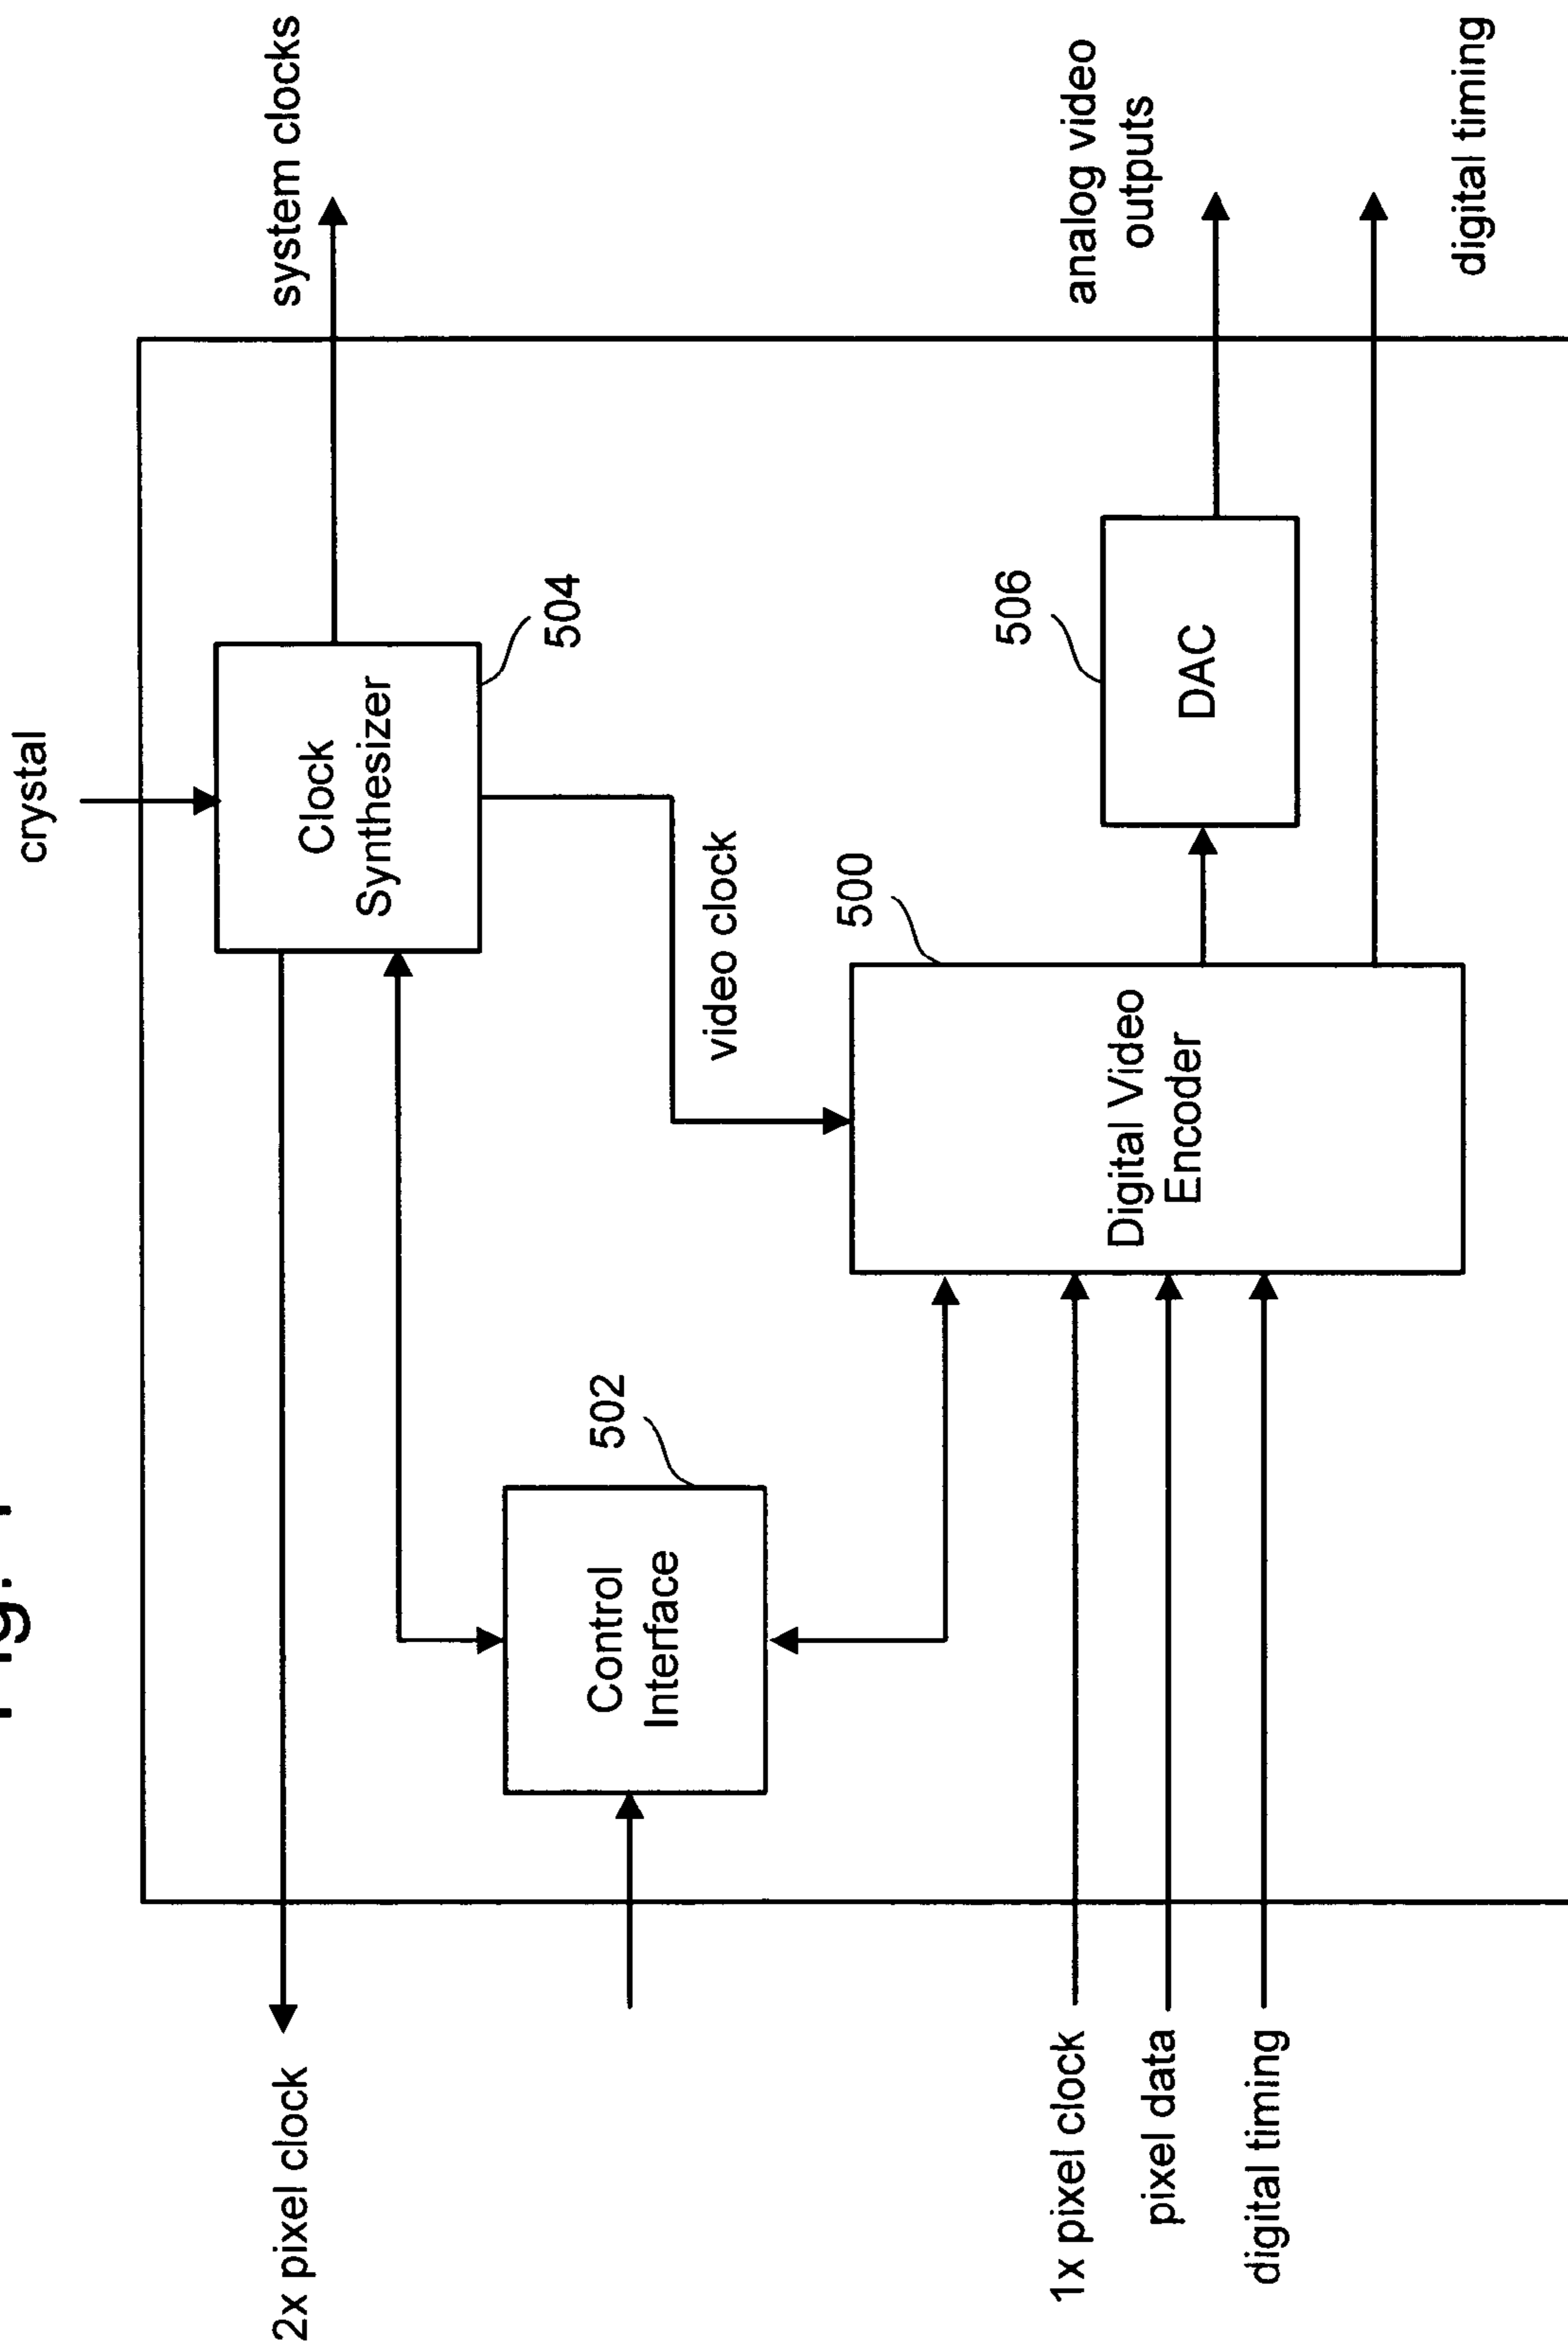 crystal
system clocks
Clock
Synthesizer
504
2x pixel clock
502
Control
Interface
video clock
500
Digital Video
Encoder
506
DAC
analog video
outputs
digital timing
1x pixel clock
pixel data
digital timing